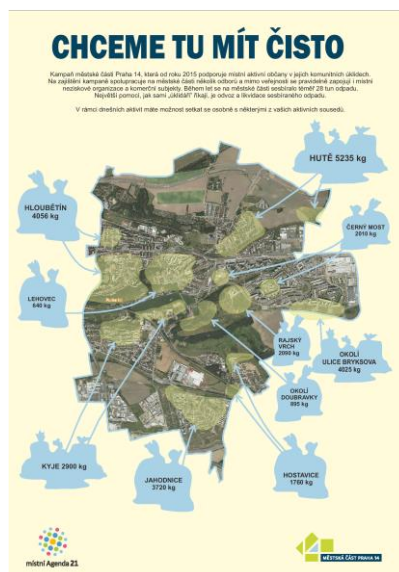 CHCEME TU MÍT ČISTO
Kampaň městské části Praha 14, která od roku 2015 podporuje místní aktivní občany v jejich komunitních úklidech.
Na zajištění kampaně spolupracuje na městské části několik odborů a mimo veřejnosti se pravidelně zapojují i místní
neziskové organizace a komerční subjekty. Během let se na městské části sesbíralo téměř 28 tun odpadu.
Největší pomocí, jak sami „úklidáři" říkají, je odvoz a likvidace sesbíraného odpadu.
V rámci dnešních aktivit máte možnost setkat se osobně s některými z vašich aktivních sousedů.
HUTĚ 5235 kg
HLOUBĚTÍN
4056 kg
ČERNÝ MOST
2010 kg
LEHOVEC
640 kg
RAJSKÝ
VRCH
2080 kg
OKOLÍ
ULICE BRYKSOVA
4025 kg
OKOLÍ
DOUBRAVKY
895 kg
KYJE 2900 kg
JAHODNICE
3720 kg
HOSTAVICE
1760 kg
místní Agenda 21
MĚSTSKÁ ČÁST PRAHA 14